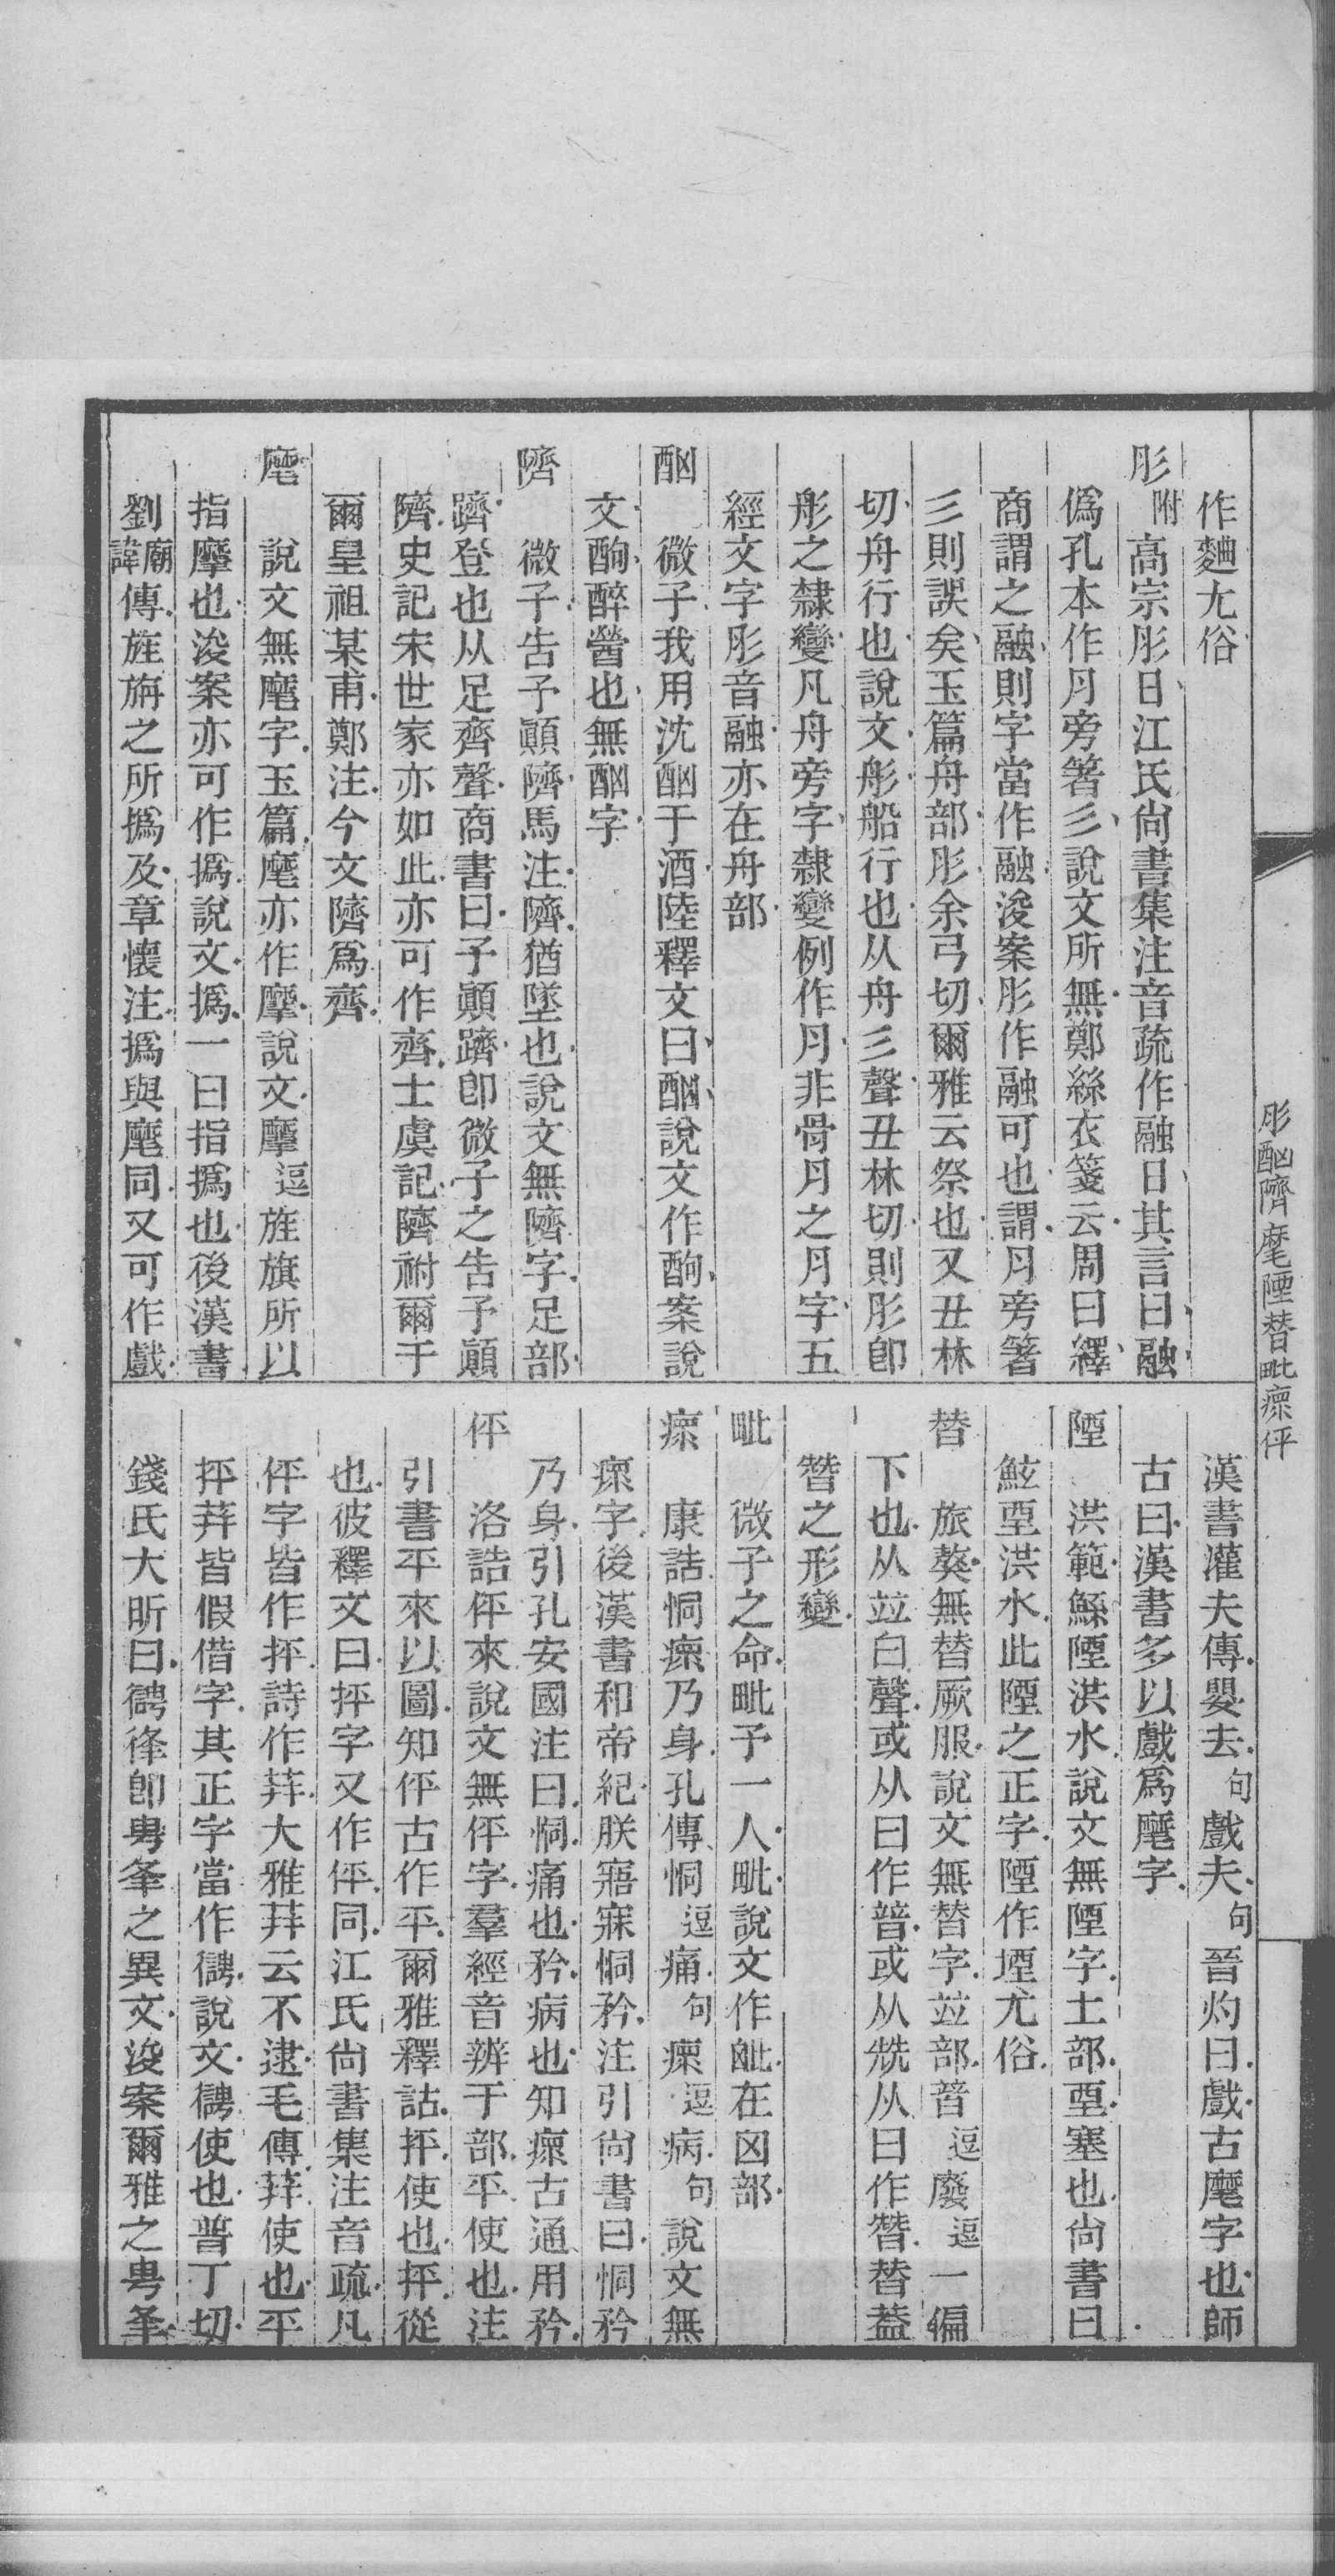 作麯尢俗
肜附高宗肜日江氏尙書集注音疏作融日其言曰融
僞孔本作⺼旁箸彡說文所無鄭絲衣箋云周曰繹
商謂之融則字當作融浚案肜作融可也謂⺼旁箸
彡則誤矣玉篇舟部肜余弓切爾雅云祭也又丑林
切舟行也說文彤船行也从舟彡聲丑林切則肜卽
彤之隸變凡舟旁字隸變例作⺼非骨月之月字五
經文字肜音融亦在舟部
酗微子我用沈酗于酒陸釋文曰酗說文作酌案說
文酌醉醟也無酗字
隮微子告予顚隮馬注隮猶墜也說文無隮字足部
躋登也从足齊聲商書曰予顚躋卽微子之告予顚
隮史記宋世家亦如此亦可作齊士虞記隮祔爾于
爾皇祖某甫鄭注今文隮爲齊
麾說文無麾字玉篇麾亦作𪎮說文𪎮逗旌旗所以
指𪎮也浚案亦可作撝說文撝一曰指撝也後漢書
劉廟諱傳旌旃之所撝及章懷注撝與麾同又可作戲
肜酗隮麾陻替毗瘝伻
漢書灌夫傳嬰去句戲夫句晉灼曰戲古麾字也師
古曰漢書多以戲爲麾字
陻洪範鯀陻洪水說文無陻字土部垔塞也尙書曰
鮌垔洪水此陻之正字陻作堙尤俗
替旅獒無替厥服說文無替字竝部暜逗廢逗一偏
下也从竝白聲或从曰作朁或从兟从曰作朁替葢
朁之形變
毗微子之命毗予一人毗說文作𣬈在囟部
瘝康誥恫瘝乃身孔傳恫逗痛句瘝逗病句說文無
瘝字後漢書和帝紀朕寤寐恫矜注引尙書曰恫矜
乃身引孔安國注曰恫痛也矜病也知瘝古通用矜
伻洛誥伻來說文無伻字羣經音辨于部平使也注
引書平來以圖知伻古作平爾雅釋詁抨使也抨從
也彼釋文曰抨字又作伻同江氏尙書集注音疏凡
伻字皆作抨詩作荓大雅荓云不逮毛傳荓使也平
抨荓皆假借字其正字當作𠌸說文𠌸使也普丁切
錢氏大昕曰𠌸夆卽甹夆之異文浚案爾雅之甹夆